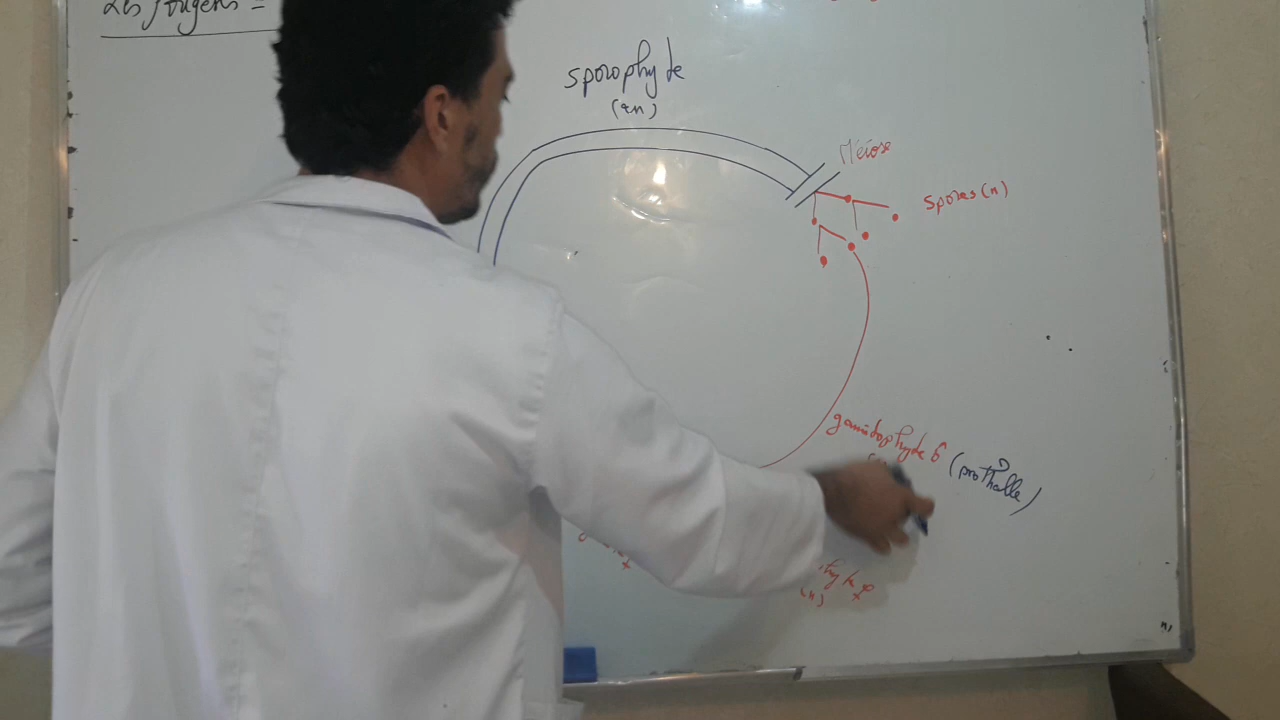 Les fougères =
sporophyte
(2n)
Méiose
spores (n)
gamétophyte
(prothalle)
(n)